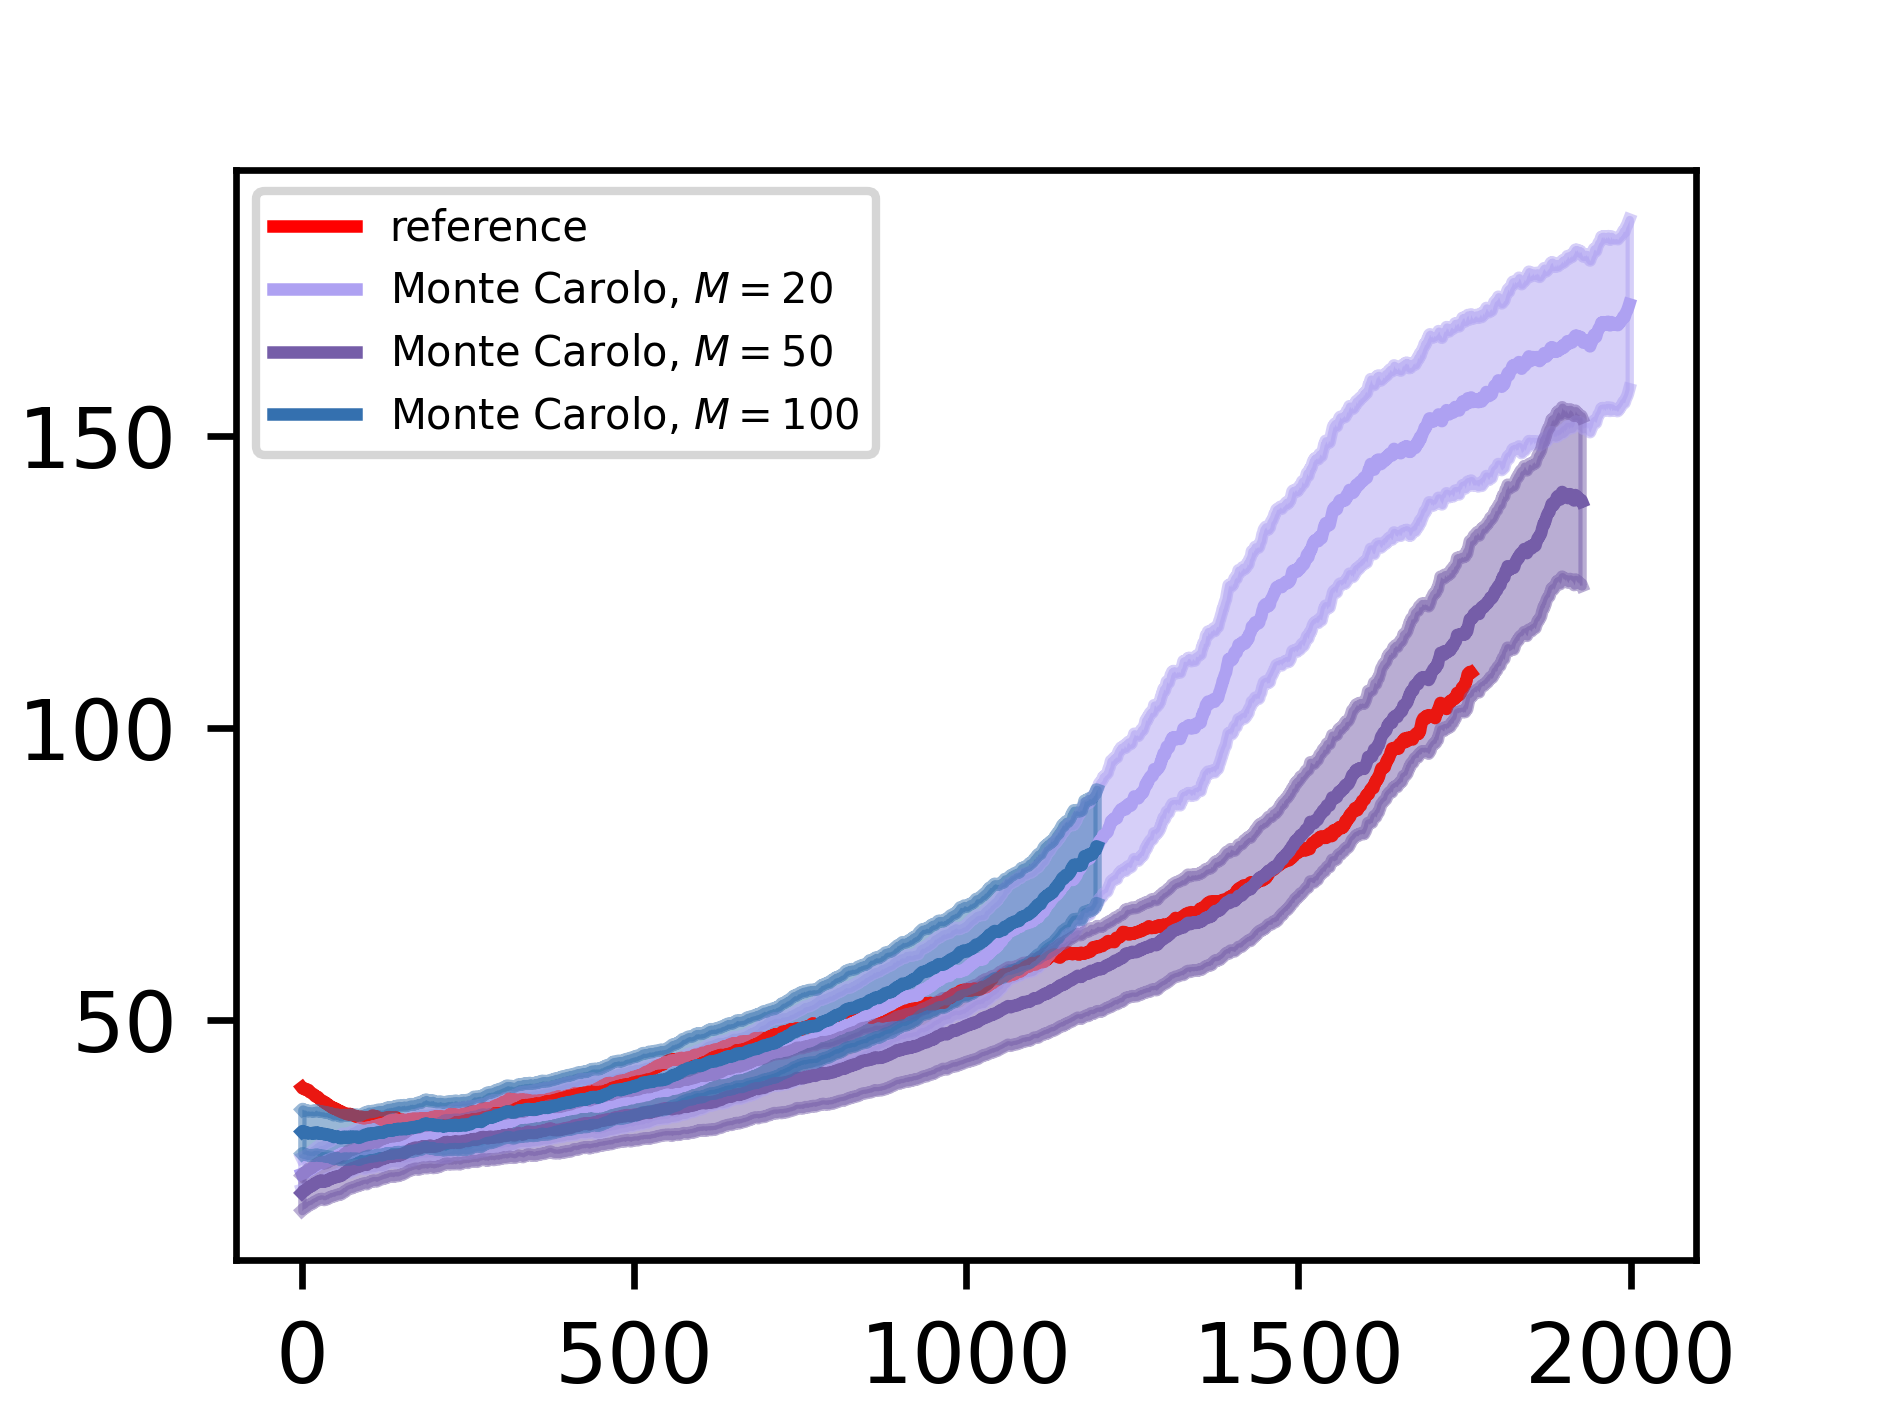 reference
Monte Carolo, M = 20
Monte Carolo, M = 50
Monte Carolo, M = 100
150
100
50
0 500 1000 1500 2000